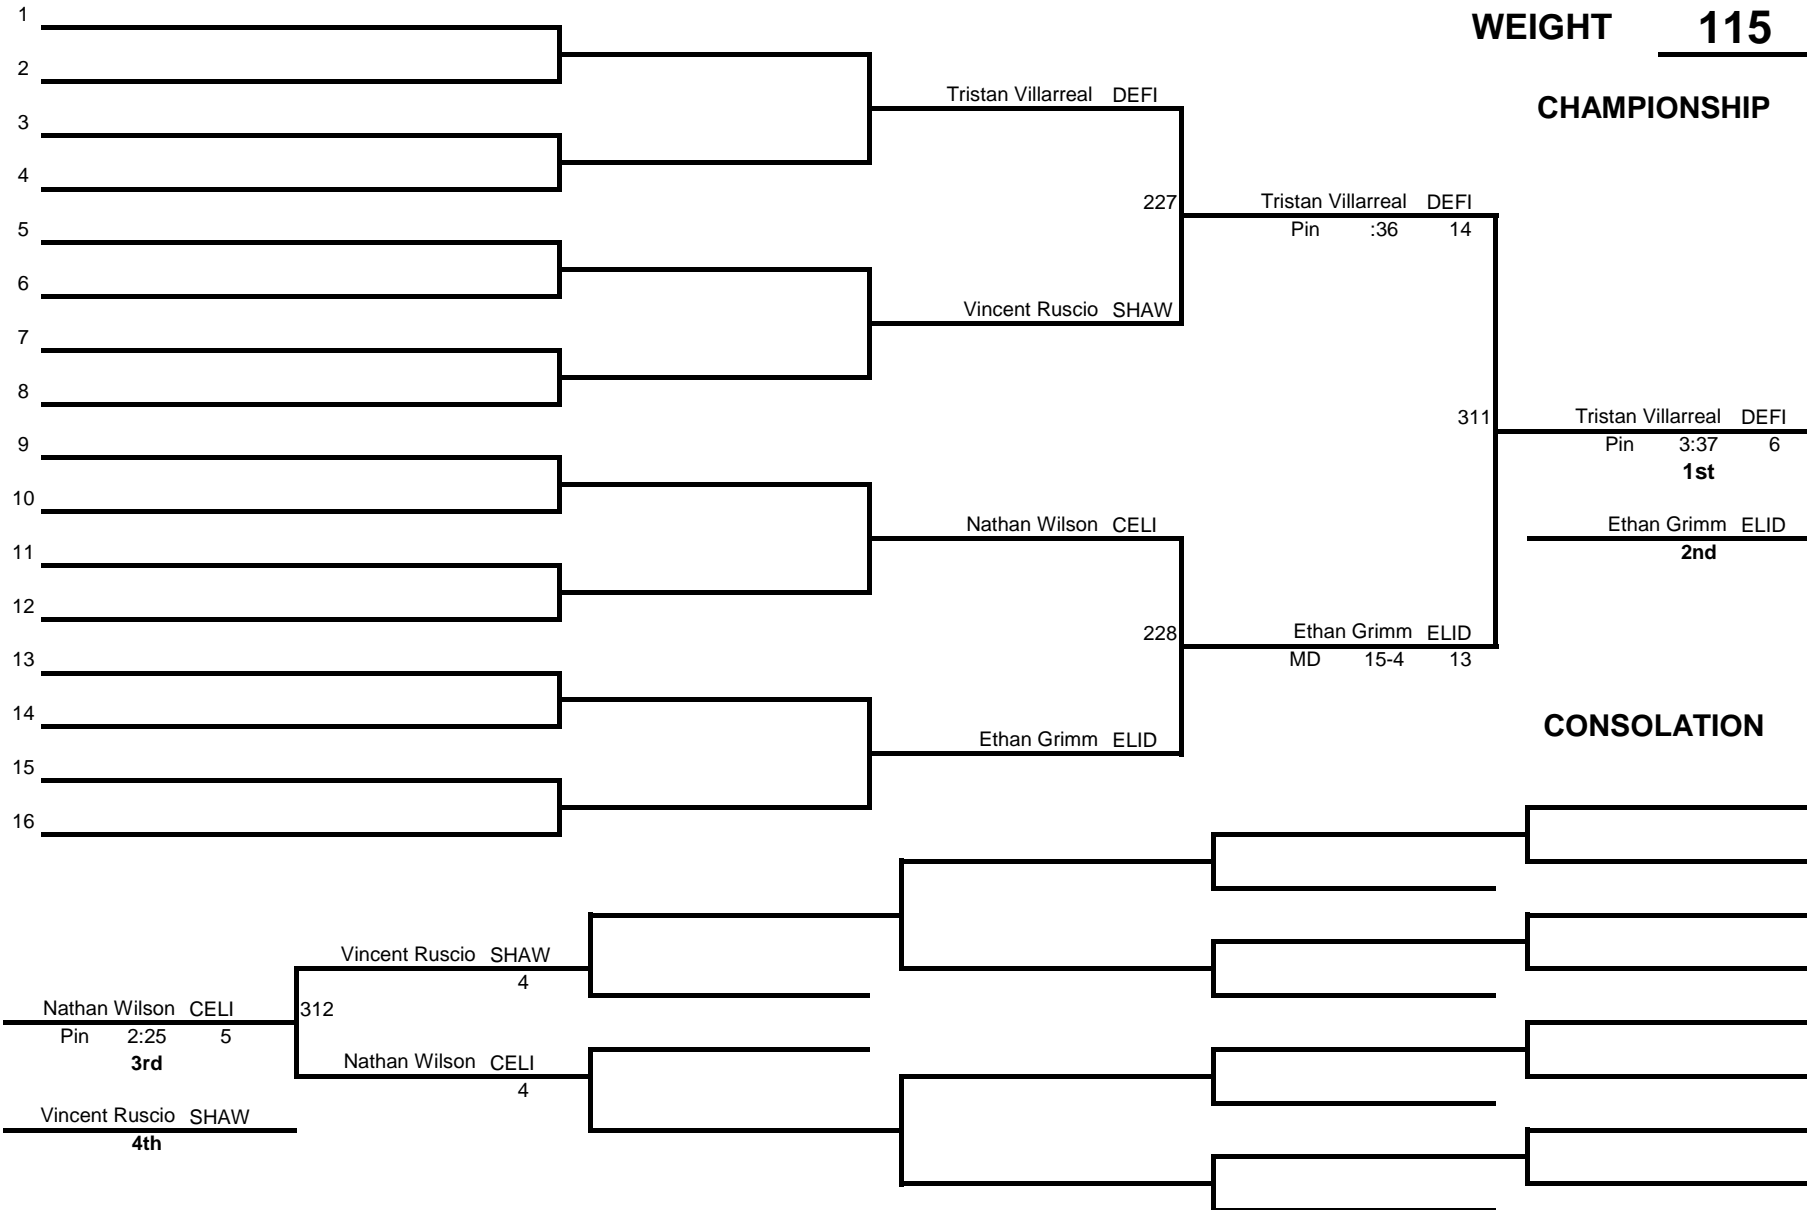 1
WEIGHT 115
2
Tristan Villarreal DEFI
CHAMPIONSHIP
3
4
227
Tristan Villarreal DEFI
Pin :36 14
5
6
Vincent Ruscio SHAW
7
8
311
Tristan Villarreal DEFI
Pin 3:37 6
1st
9
10
Nathan Wilson CELI
Ethan Grimm ELID
2nd
11
12
228
Ethan Grimm ELID
MD 15-4 13
13
14
Ethan Grimm ELID
CONSOLATION
15
16
Vincent Ruscio SHAW
4
Nathan Wilson CELI
312
Pin 2:25 5
3rd
Nathan Wilson CELI
4
Vincent Ruscio SHAW
4th